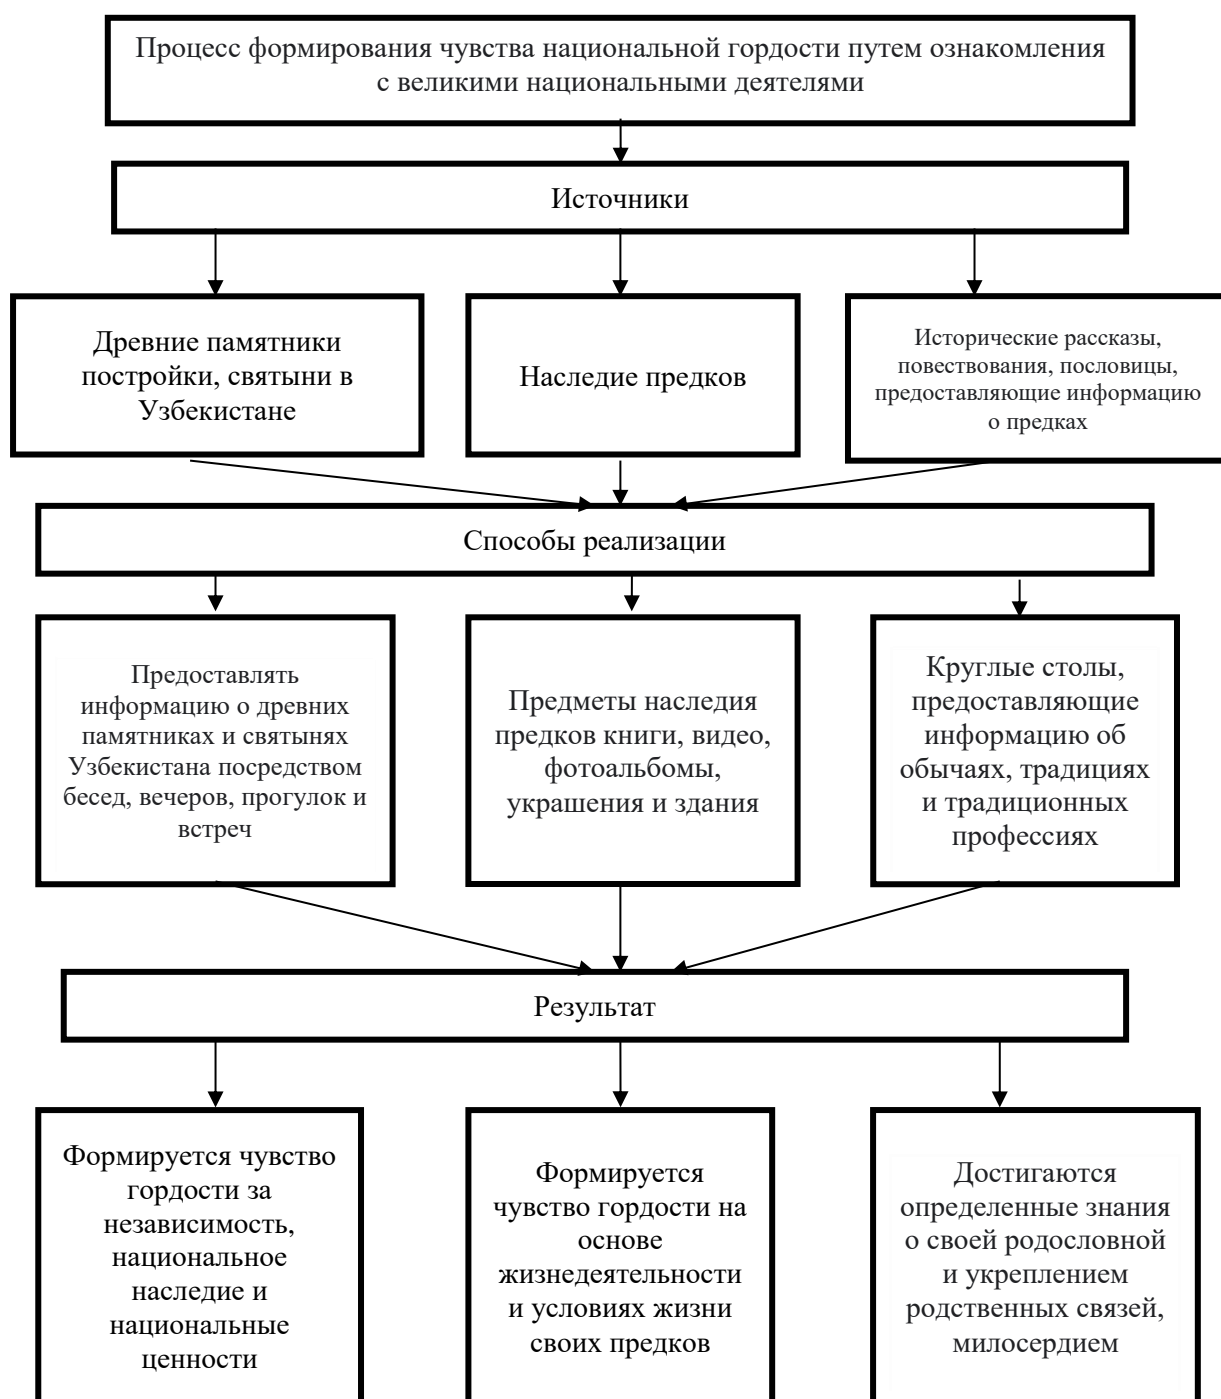 Процесс формирования чувства национальной гордости путем ознакомления
с великими национальными деятелями
Источники
Древние памятники
постройки, святыни в
Узбекистане
Наследие предков
Исторические рассказы,
повествования, пословицы,
предоставляющие информацию
о предках
Способы реализации
Предоставлять
информацию о древних
памятниках и святынях
Узбекистана посредством
бесед, вечеров, прогулок и
встреч
Предметы наследия
предков книги, видео,
фотоальбомы,
украшения и здания
Круглые столы,
предоставляющие
информацию об
обычаях, традициях
и традиционных
профессиях
Результат
Формируется чувство
гордости за
независимость,
национальное
наследие и
национальные
ценности
Формируется
чувство гордости на
основе
жизнедеятельности
и условиях жизни
своих предков
Достигаются
определенные знания
о своей родословной
и укреплением
родственных связей,
милосердием